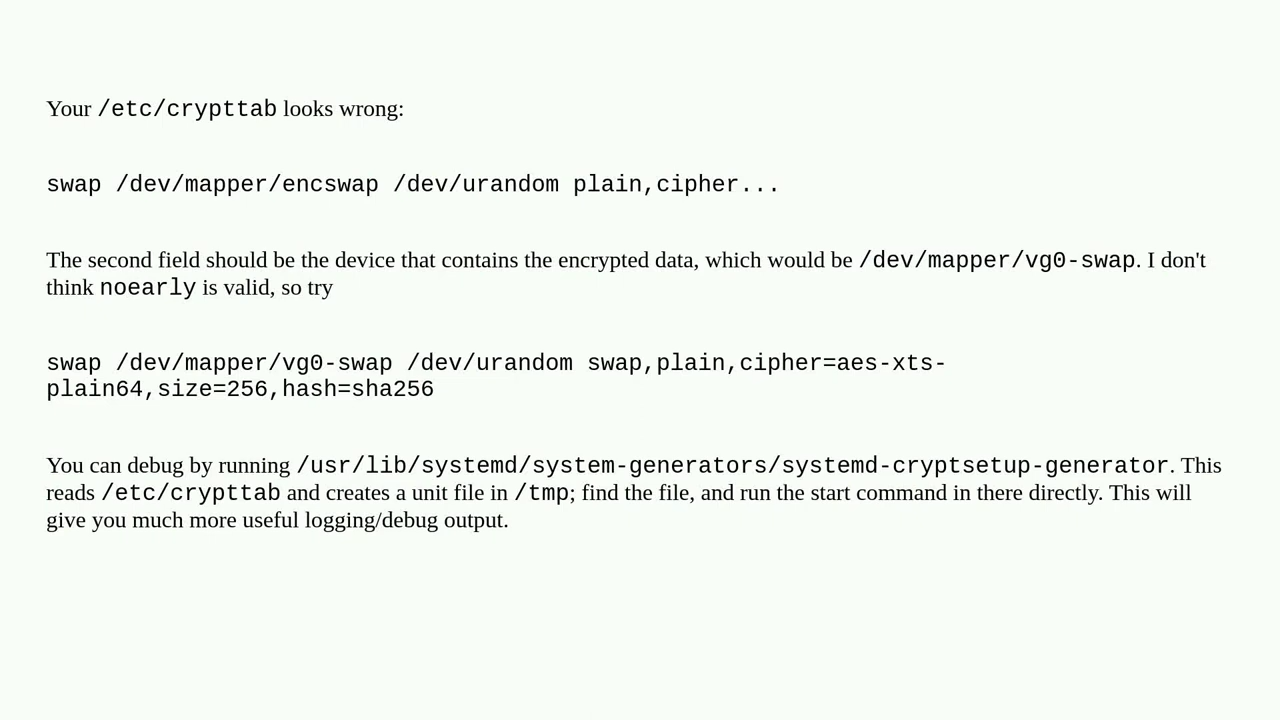 Your /etc/crypttab looks wrong:
swap /dev/mapper/encswap /dev/urandom plain,cipher...
The second field should be the device that contains the encrypted data, which would be /dev/mapper/vg0-swap. I don't
think noearly is valid, so try
swap /dev/mapper/vg0-swap /dev/urandom swap,plain,cipher=aes-xts-
plain64,size=256,hash=sha256
You can debug by running /usr/lib/systemd/system-generators/systemd-cryptsetup-generator. This
reads /etc/crypttab and creates a unit file in /tmp; find the file, and run the start command in there directly. This will
give you much more useful logging/debug output.